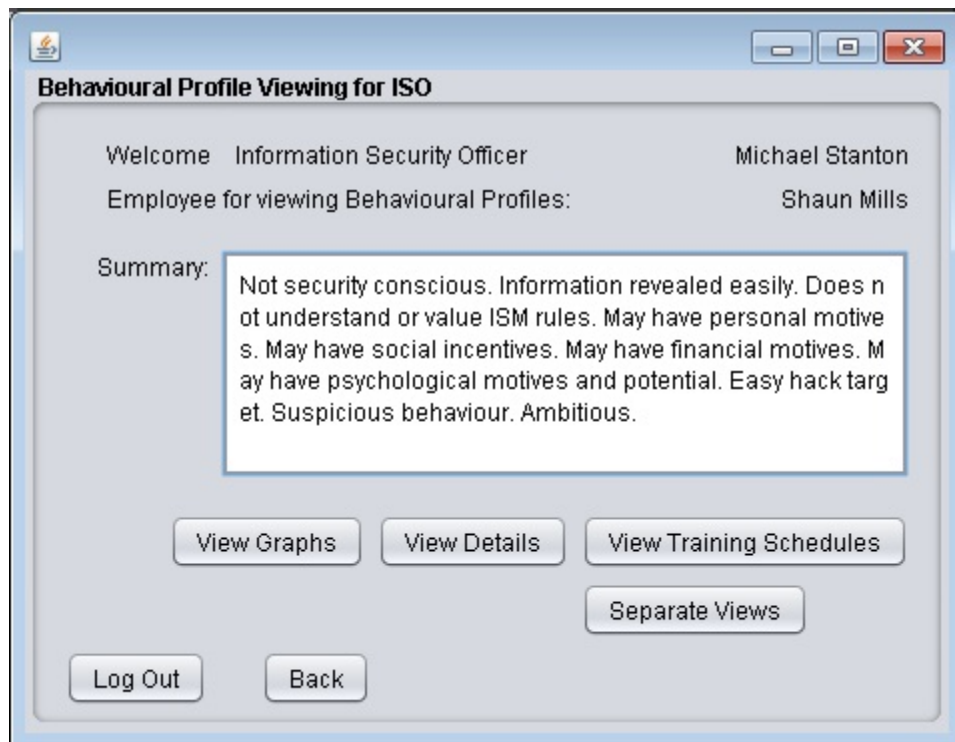 Behavioural Profile Viewing for ISO
Welcome Information Security Officer Michael Stanton
Employee for viewing Behavioural Profiles: Shaun Mills
Summary:
Not security conscious. Information revealed easily. Does n
ot understand or value ISM rules. May have personal motive
s. May have social incentives. May have financial motives. M
ay have psychological motives and potential. Easy hack targ
et. Suspicious behaviour. Ambitious.
View Graphs View Details View Training Schedules
Separate Views
Log Out Back